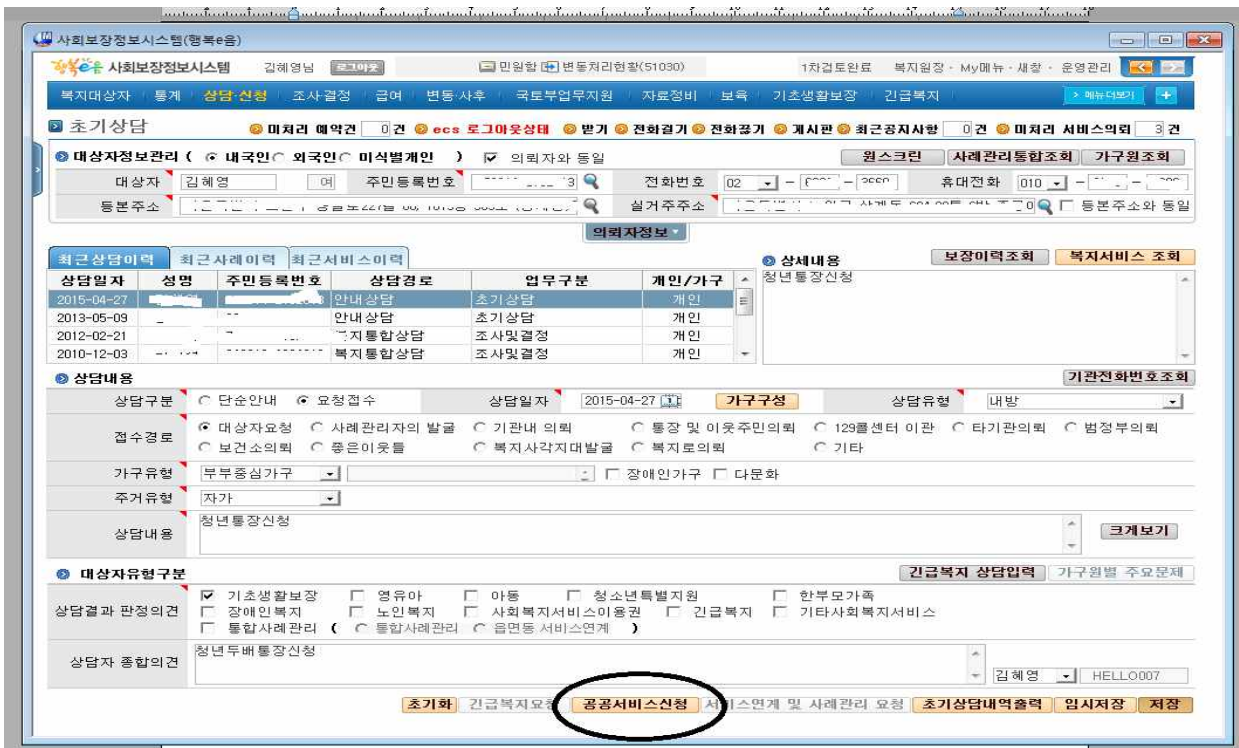 사회보장정보시스템(행복e음)
행복e음 사회보장정보시스템 김혜영님 로그아웃 민원함 변동처리현황(51030) 1차검토완료 복지원장 · My메뉴 · 새창 · 운영관리
복지대상자 통계 상담·신청 조사·결정 급여 변동·사후 국토부업무지원 자료정비 보육 기초생활보장 긴급복지 > 메뉴더보기 +
초기상담 미처리 예약건 0 건 ecs 로그아웃상태 받기 전화걸기 전화끊기 게시판 최근공지사항 0 건 미처리 서비스의뢰 3 건
대상자정보관리 ( 내국인 외국인 미식별개인 ) 의뢰자와 동일 원스크린 사례관리통합조회 가구원조회
대상자 김혜영 여 주민등록번호 전화번호 02 - - 휴대전화 010 - -
등본주소 실거주주소 등본주소와 동일
의뢰자정보
최근상담이력 최근사례이력 최근서비스이력 상세내용 보장이력조회 복지서비스 조회
상담일자 성명 주민등록번호 상담경로 업무구분 개인/가구 청년통장신청
2015-04-27 안내상담 초기상담 개인
2013-05-09 안내상담 초기상담 개인
2012-02-21 지통합상담 조사및결정 개인
2010-12-03 복지통합상담 조사및결정 개인
상담내용 기관전화번호조회
상담구분 단순안내 요청접수 상담일자 2015-04-27 가구구성 상담유형 내방
접수경로 대상자요청 사례관리자의 발굴 기관내 의뢰 통장 및 이웃주민의뢰 129콜센터 이관 타기관의뢰 범정부의뢰
보건소의뢰 좋은이웃들 복지사각지대발굴 복지로의뢰 기타
가구유형 부부중심가구 장애인가구 다문화
주거유형 자가
상담내용 청년통장신청 크게보기
대상자유형구분 긴급복지 상담입력 가구원별 주요문제
상담결과 판정의견 기초생활보장 영유아 아동 청소년특별지원 한부모가족
장애인복지 노인복지 사회복지서비스이용권 긴급복지 기타사회복지서비스
통합사례관리 ( 통합사례관리 읍면동 서비스연계 )
상담자 종합의견 청년두배통장신청 김혜영 HELLO007
초기화 긴급복지요청 공공서비스신청 서비스연계 및 사례관리 요청 초기상담내역출력 임시저장 저장